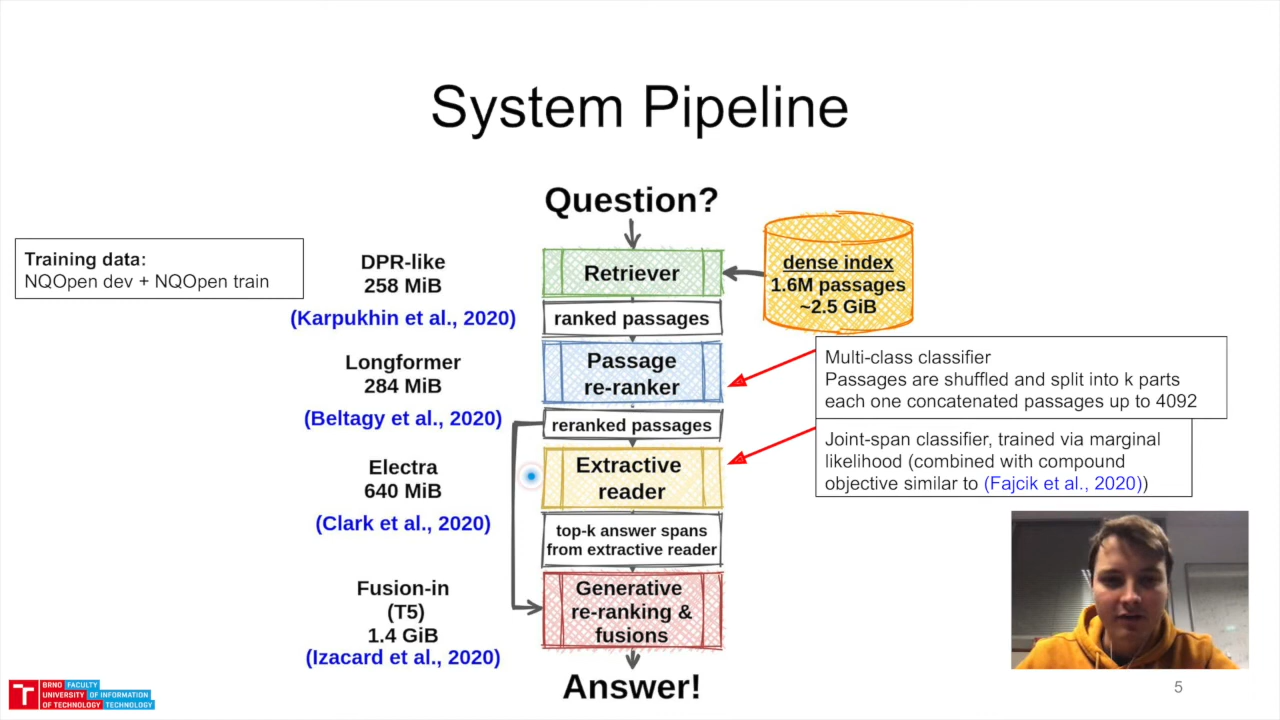 System Pipeline
Question?
Training data:
NQOpen dev + NQOpen train
DPR-like
258 MiB
(Karpukhin et al., 2020)
Retriever
dense index
1.6M passages
~2.5 GiB
ranked passages
Longformer
284 MiB
(Beltagy et al., 2020)
Passage
re-ranker
Multi-class classifier
Passages are shuffled and split into k parts
each one concatenated passages up to 4092
reranked passages
Electra
640 MiB
(Clark et al., 2020)
Extractive
reader
Joint-span classifier, trained via marginal
likelihood (combined with compound
objective similar to (Fajcik et al., 2020))
top-k answer spans
from extractive reader
Fusion-in
(T5)
1.4 GiB
(Izacard et al., 2020)
Generative
re-ranking &
fusions
Answer!
T
BRNO FACULTY
UNIVERSITY OF INFORMATION
OF TECHNOLOGY TECHNOLOGY
5